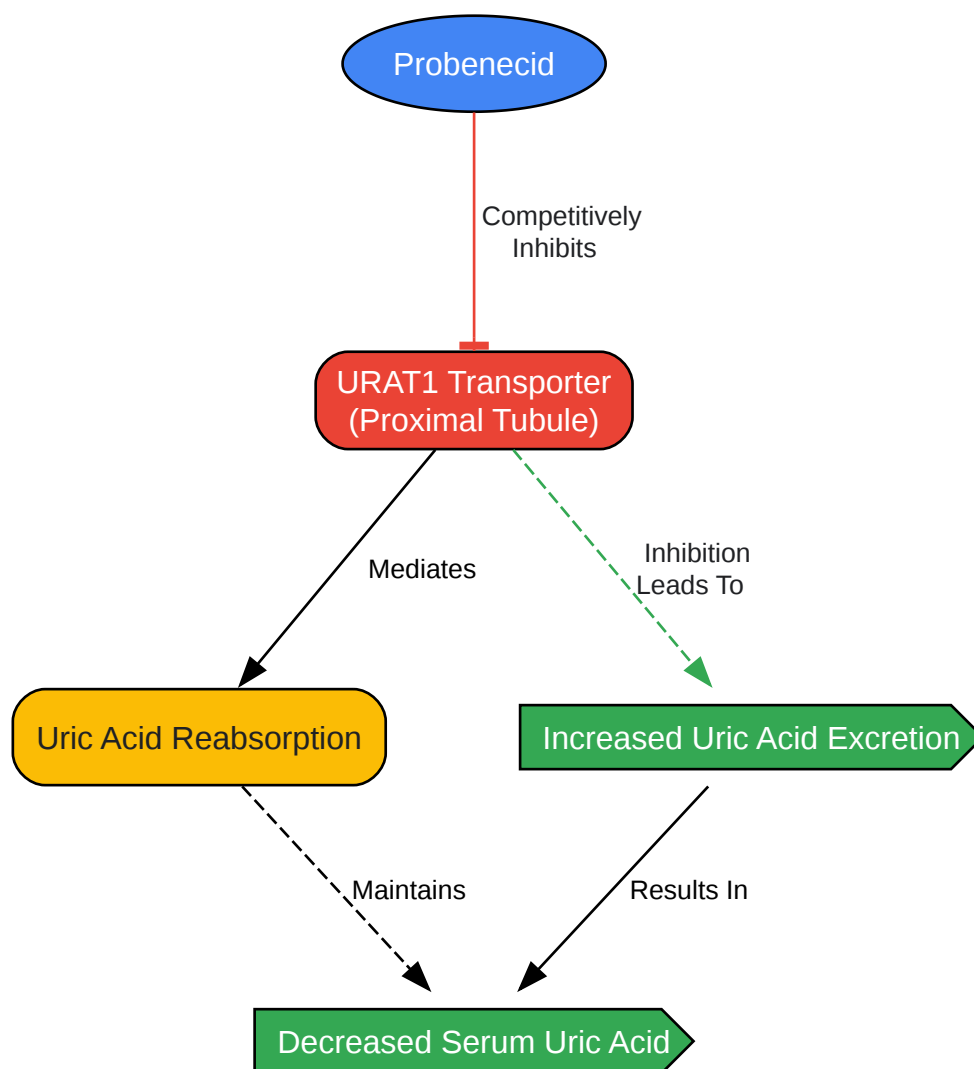 Probenecid
Competitively
Inhibits
URAT1 Transporter
(Proximal Tubule)
Mediates
Inhibition
Leads To
Uric Acid Reabsorption
Increased Uric Acid Excretion
Maintains
Results In
Decreased Serum Uric Acid